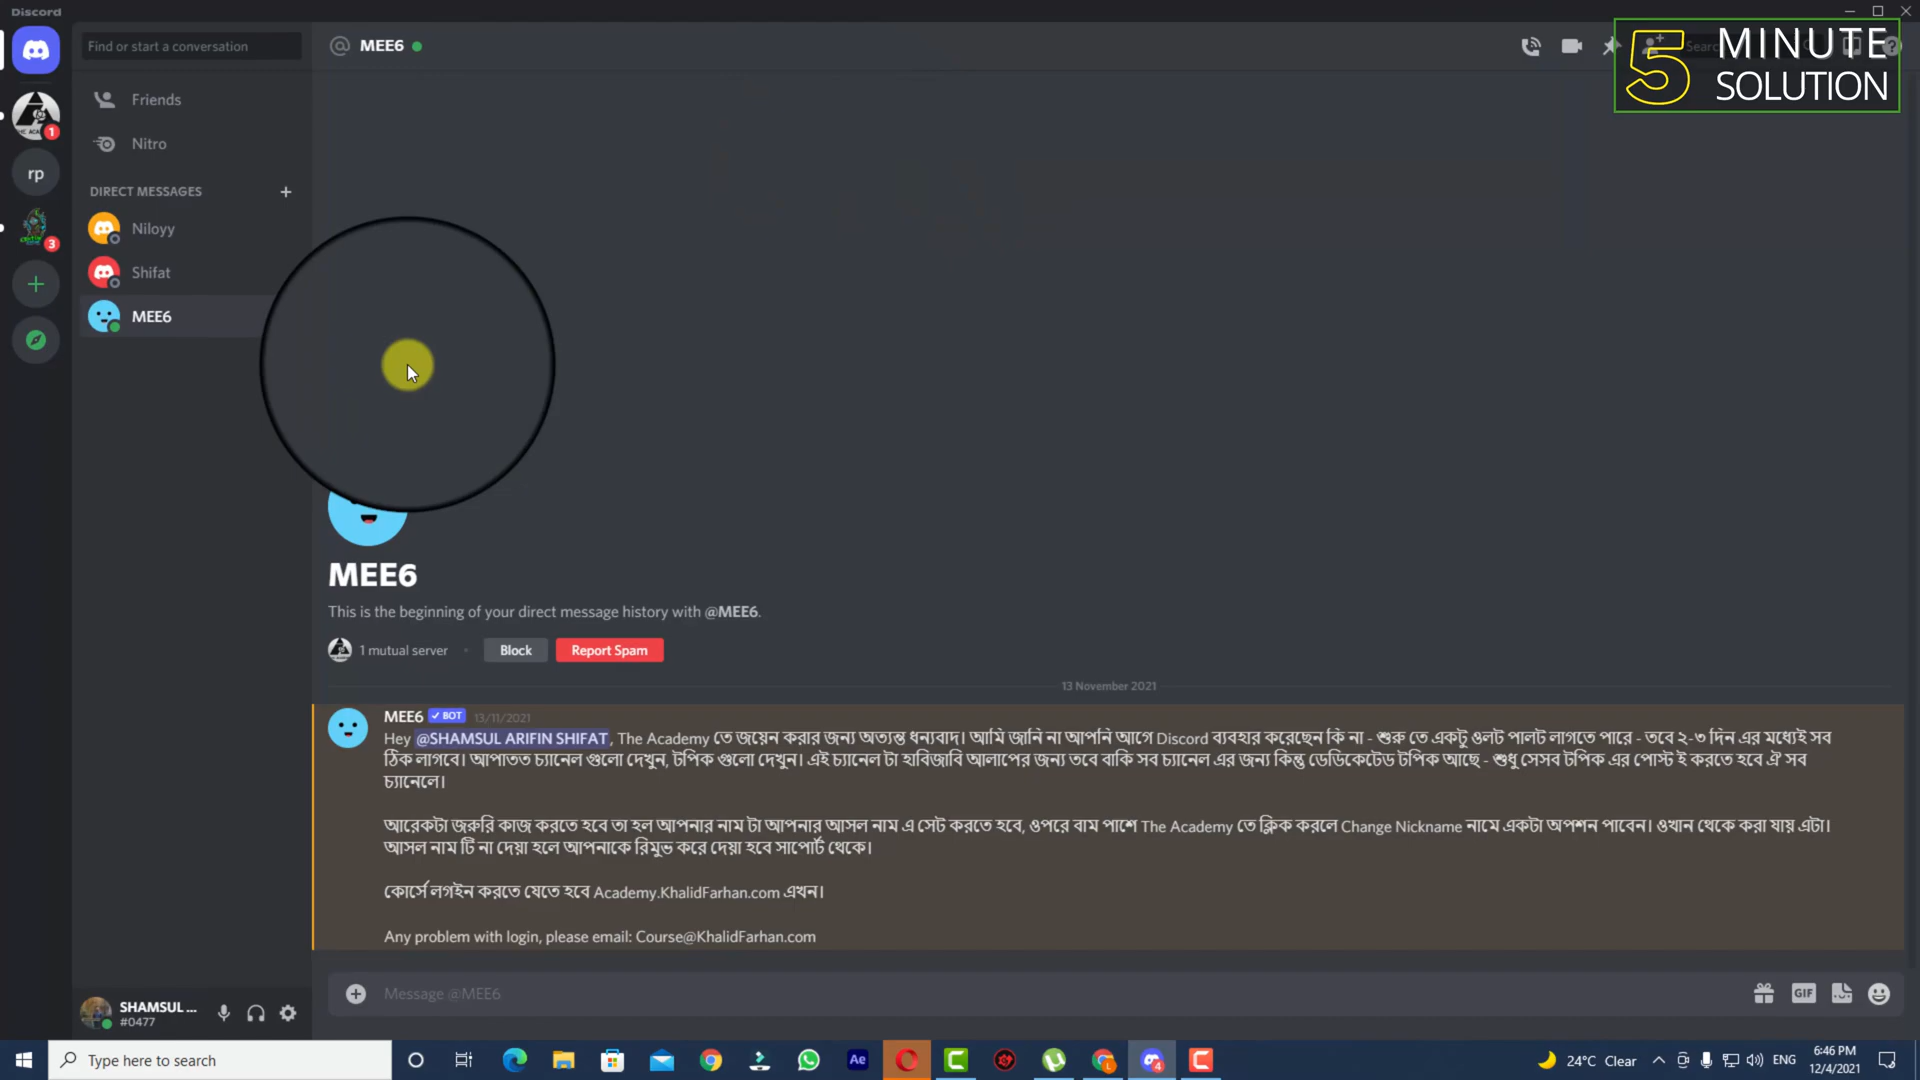 Discord
Find or start a conversation
MEE6
Search
5 MINUTE
SOLUTION
Friends
Nitro
DIRECT MESSAGES
Niloyy
Shifat
MEE6
1
rp
3
MEE6
This is the beginning of your direct message history with @MEE6.
1 mutual server
Block
Report Spam
13 November 2021
MEE6 BOT 13/11/2021
Hey @SHAMSUL ARIFIN SHIFAT, The Academy তে জয়েন করার জন্য অত্যন্ত ধন্যবাদ। আমি জানি না আপনি আগে Discord ব্যবহার করেছেন কি না - শুরু তে একটু ওলট পালট লাগতে পারে - তবে ২-৩ দিন এর মধ্যেই সব
ঠিক লাগবে। আপাতত চ্যানেল গুলো দেখুন, টপিক গুলো দেখুন। এই চ্যানেল টা হাবিজাবি আলাপের জন্য তবে বাকি সব চ্যানেল এর জন্য কিন্তু ডেডিকেটেড টপিক আছে - শুধু সেসব টপিক এর পোস্ট ই করতে হবে ঐ সব
চ্যানেলে।
আরেকটা জরুরি কাজ করতে হবে তা হল আপনার নাম টা আপনার আসল নাম এ সেট করতে হবে, ওপরে বাম পাশে The Academy তে ক্লিক করলে Change Nickname নামে একটা অপশন পাবেন। ওখান থেকে করা যায় এটা।
আসল নাম টি না দেয়া হলে আপনাকে রিমুভ করে দেয়া হবে সাপোর্ট থেকে।
কোর্সে লগইন করতে যেতে হবে Academy.KhalidFarhan.com এখন।
Any problem with login, please email: Course@KhalidFarhan.com
Message @MEE6
GIF
SHAMSUL ...
#0477
Type here to search
Ae
L
4
24°C Clear
ENG
6:46 PM
12/4/2021